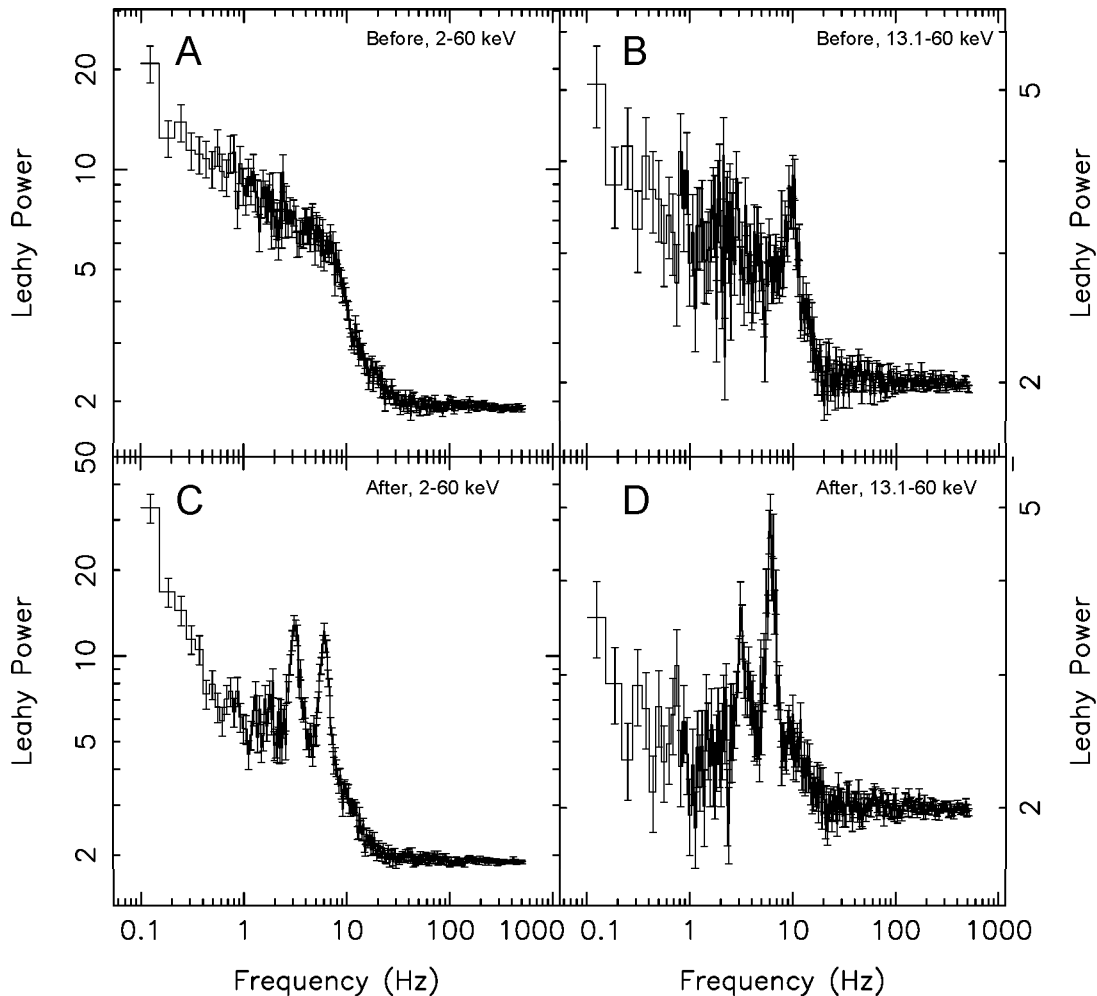 A
Before, 2-60 keV
20
10
5
2
Leahy Power
B
Before, 13.1-60 keV
5
2
Leahy Power
C
After, 2-60 keV
50
20
10
5
2
Leahy Power
0.1 1 10 100 1000
Frequency (Hz)
D
After, 13.1-60 keV
5
2
Leahy Power
0.1 1 10 100 1000
Frequency (Hz)